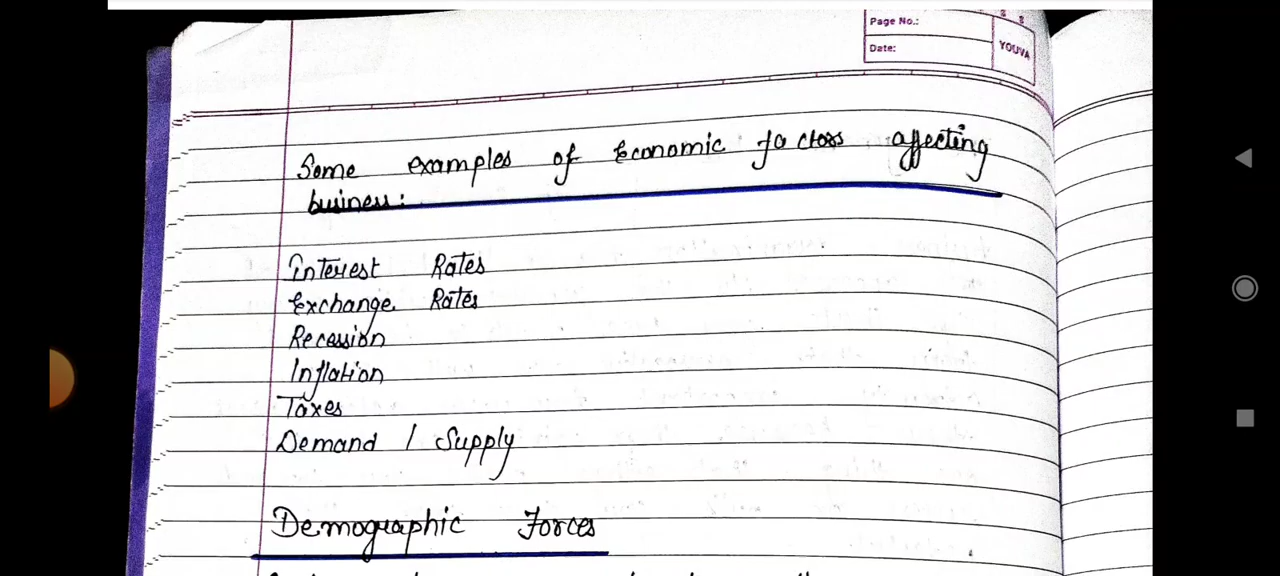 Page No.:
Date:
YOUVA
Some examples of Economic factors affecting
business:
Interest Rates
Exchange Rates
Recession
Inflation
Taxes
Demand / Supply
Demographic Forces